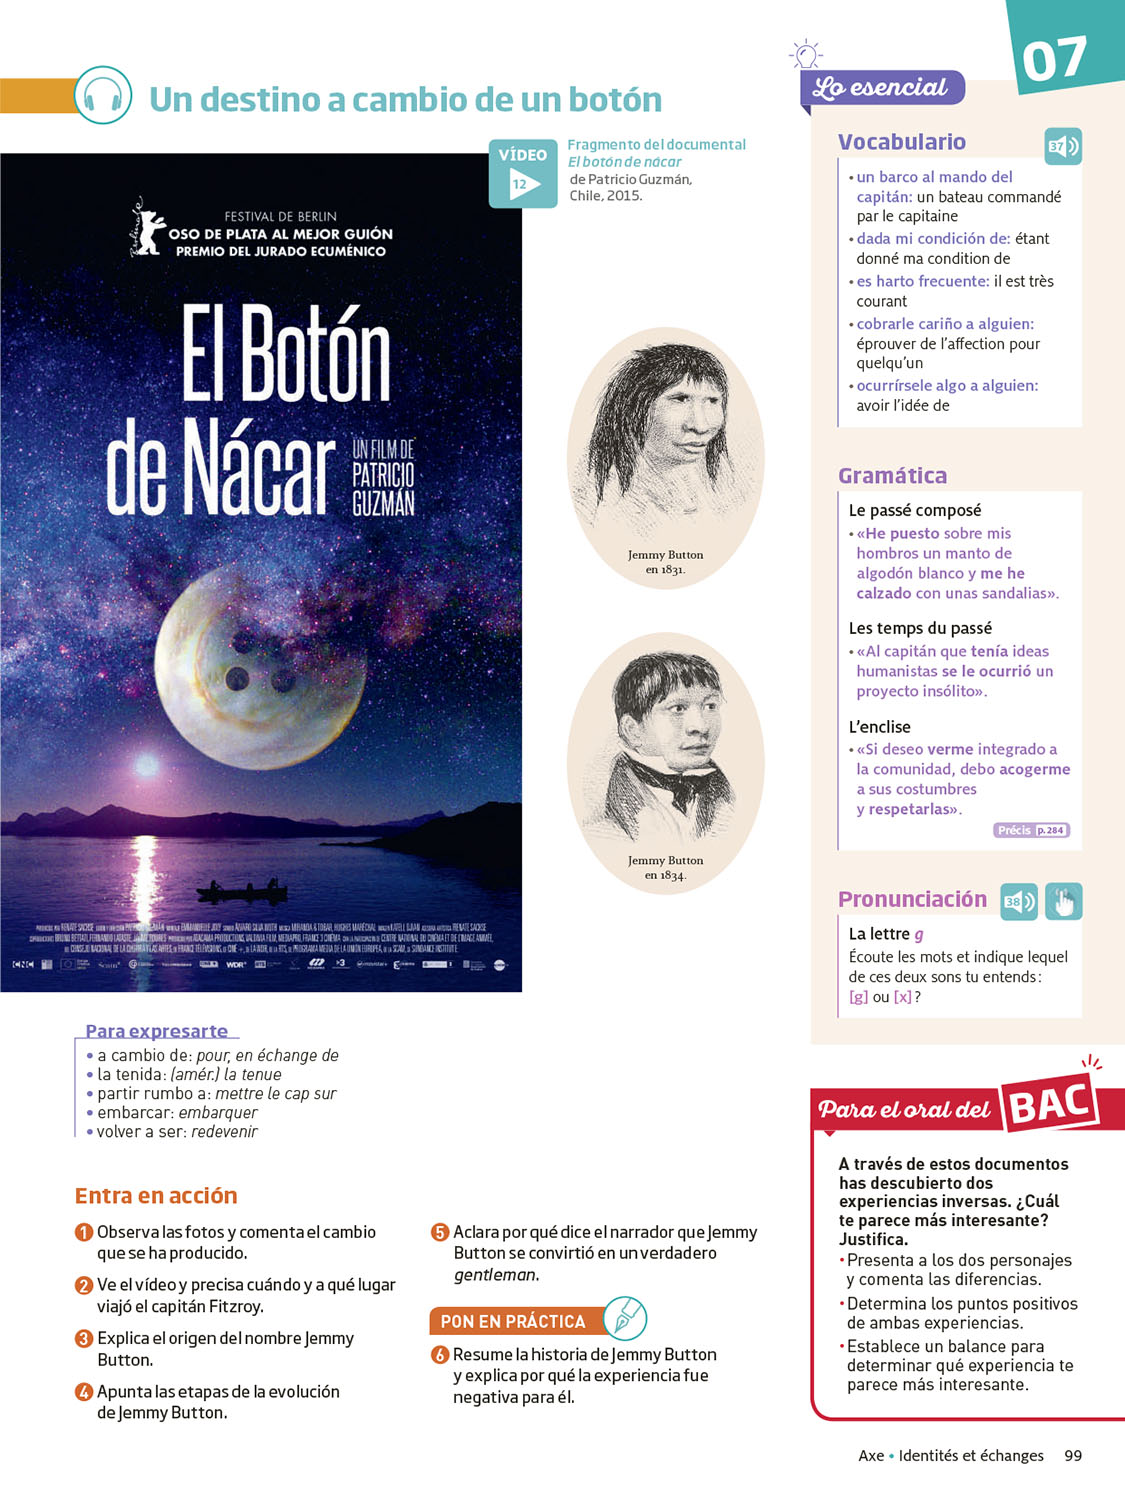 07
Un destino a cambio de un botón
VÍDEO
12
Fragmento del documental
El botón de nácar
de Patricio Guzmán,
Chile, 2015.
FESTIVAL DE BERLIN
OSO DE PLATA AL MEJOR GUIÓN
PREMIO DEL JURADO ECUMÉNICO
Berlinale
El Botón
de Nácar
UN FILM DE
PATRICIO
GUZMÁN
Jemmy Button
en 1831.
Jemmy Button
en 1834.
Para expresarte
• a cambio de: pour, en échange de
• la tenida: (amér.) la tenue
• partir rumbo a: mettre le cap sur
• embarcar: embarquer
• volver a ser: redevenir
Entra en acción
1 Observa las fotos y comenta el cambio
que se ha producido.
2 Ve el vídeo y precisa cuándo y a qué lugar
viajó el capitán Fitzroy.
3 Explica el origen del nombre Jemmy
Button.
4 Apunta las etapas de la evolución
de Jemmy Button.
5 Aclara por qué dice el narrador que Jemmy
Button se convirtió en un verdadero
gentleman.
PON EN PRÁCTICA
6 Resume la historia de Jemmy Button
y explica por qué la experiencia fue
negativa para él.
Lo esencial
Vocabulario
37
• un barco al mando del
capitán: un bateau commandé
par le capitaine
• dada mi condición de: étant
donné ma condition de
• es harto frecuente: il est très
courant
• cobrarle cariño a alguien:
éprouver de l'affection pour
quelqu'un
• ocurrírsele algo a alguien:
avoir l'idée de
Gramática
Le passé composé
• «He puesto sobre mis
hombros un manto de
algodón blanco y me he
calzado con unas sandalias».
Les temps du passé
• «Al capitán que tenía ideas
humanistas se le ocurrió un
proyecto insólito».
L'enclise
• «Si deseo verme integrado a
la comunidad, debo acogerme
a sus costumbres
y respetarlas».
Précis p. 284
Pronunciación
38
La lettre g
Écoute les mots et indique lequel
de ces deux sons tu entends :
[g] ou [x] ?
Para el oral del BAC
A través de estos documentos
has descubierto dos
experiencias inversas. ¿Cuál
te parece más interesante?
Justifica.
• Presenta a los dos personajes
y comenta las diferencias.
• Determina los puntos positivos
de ambas experiencias.
• Establece un balance para
determinar qué experiencia te
parece más interesante.
Axe • Identités et échanges 99